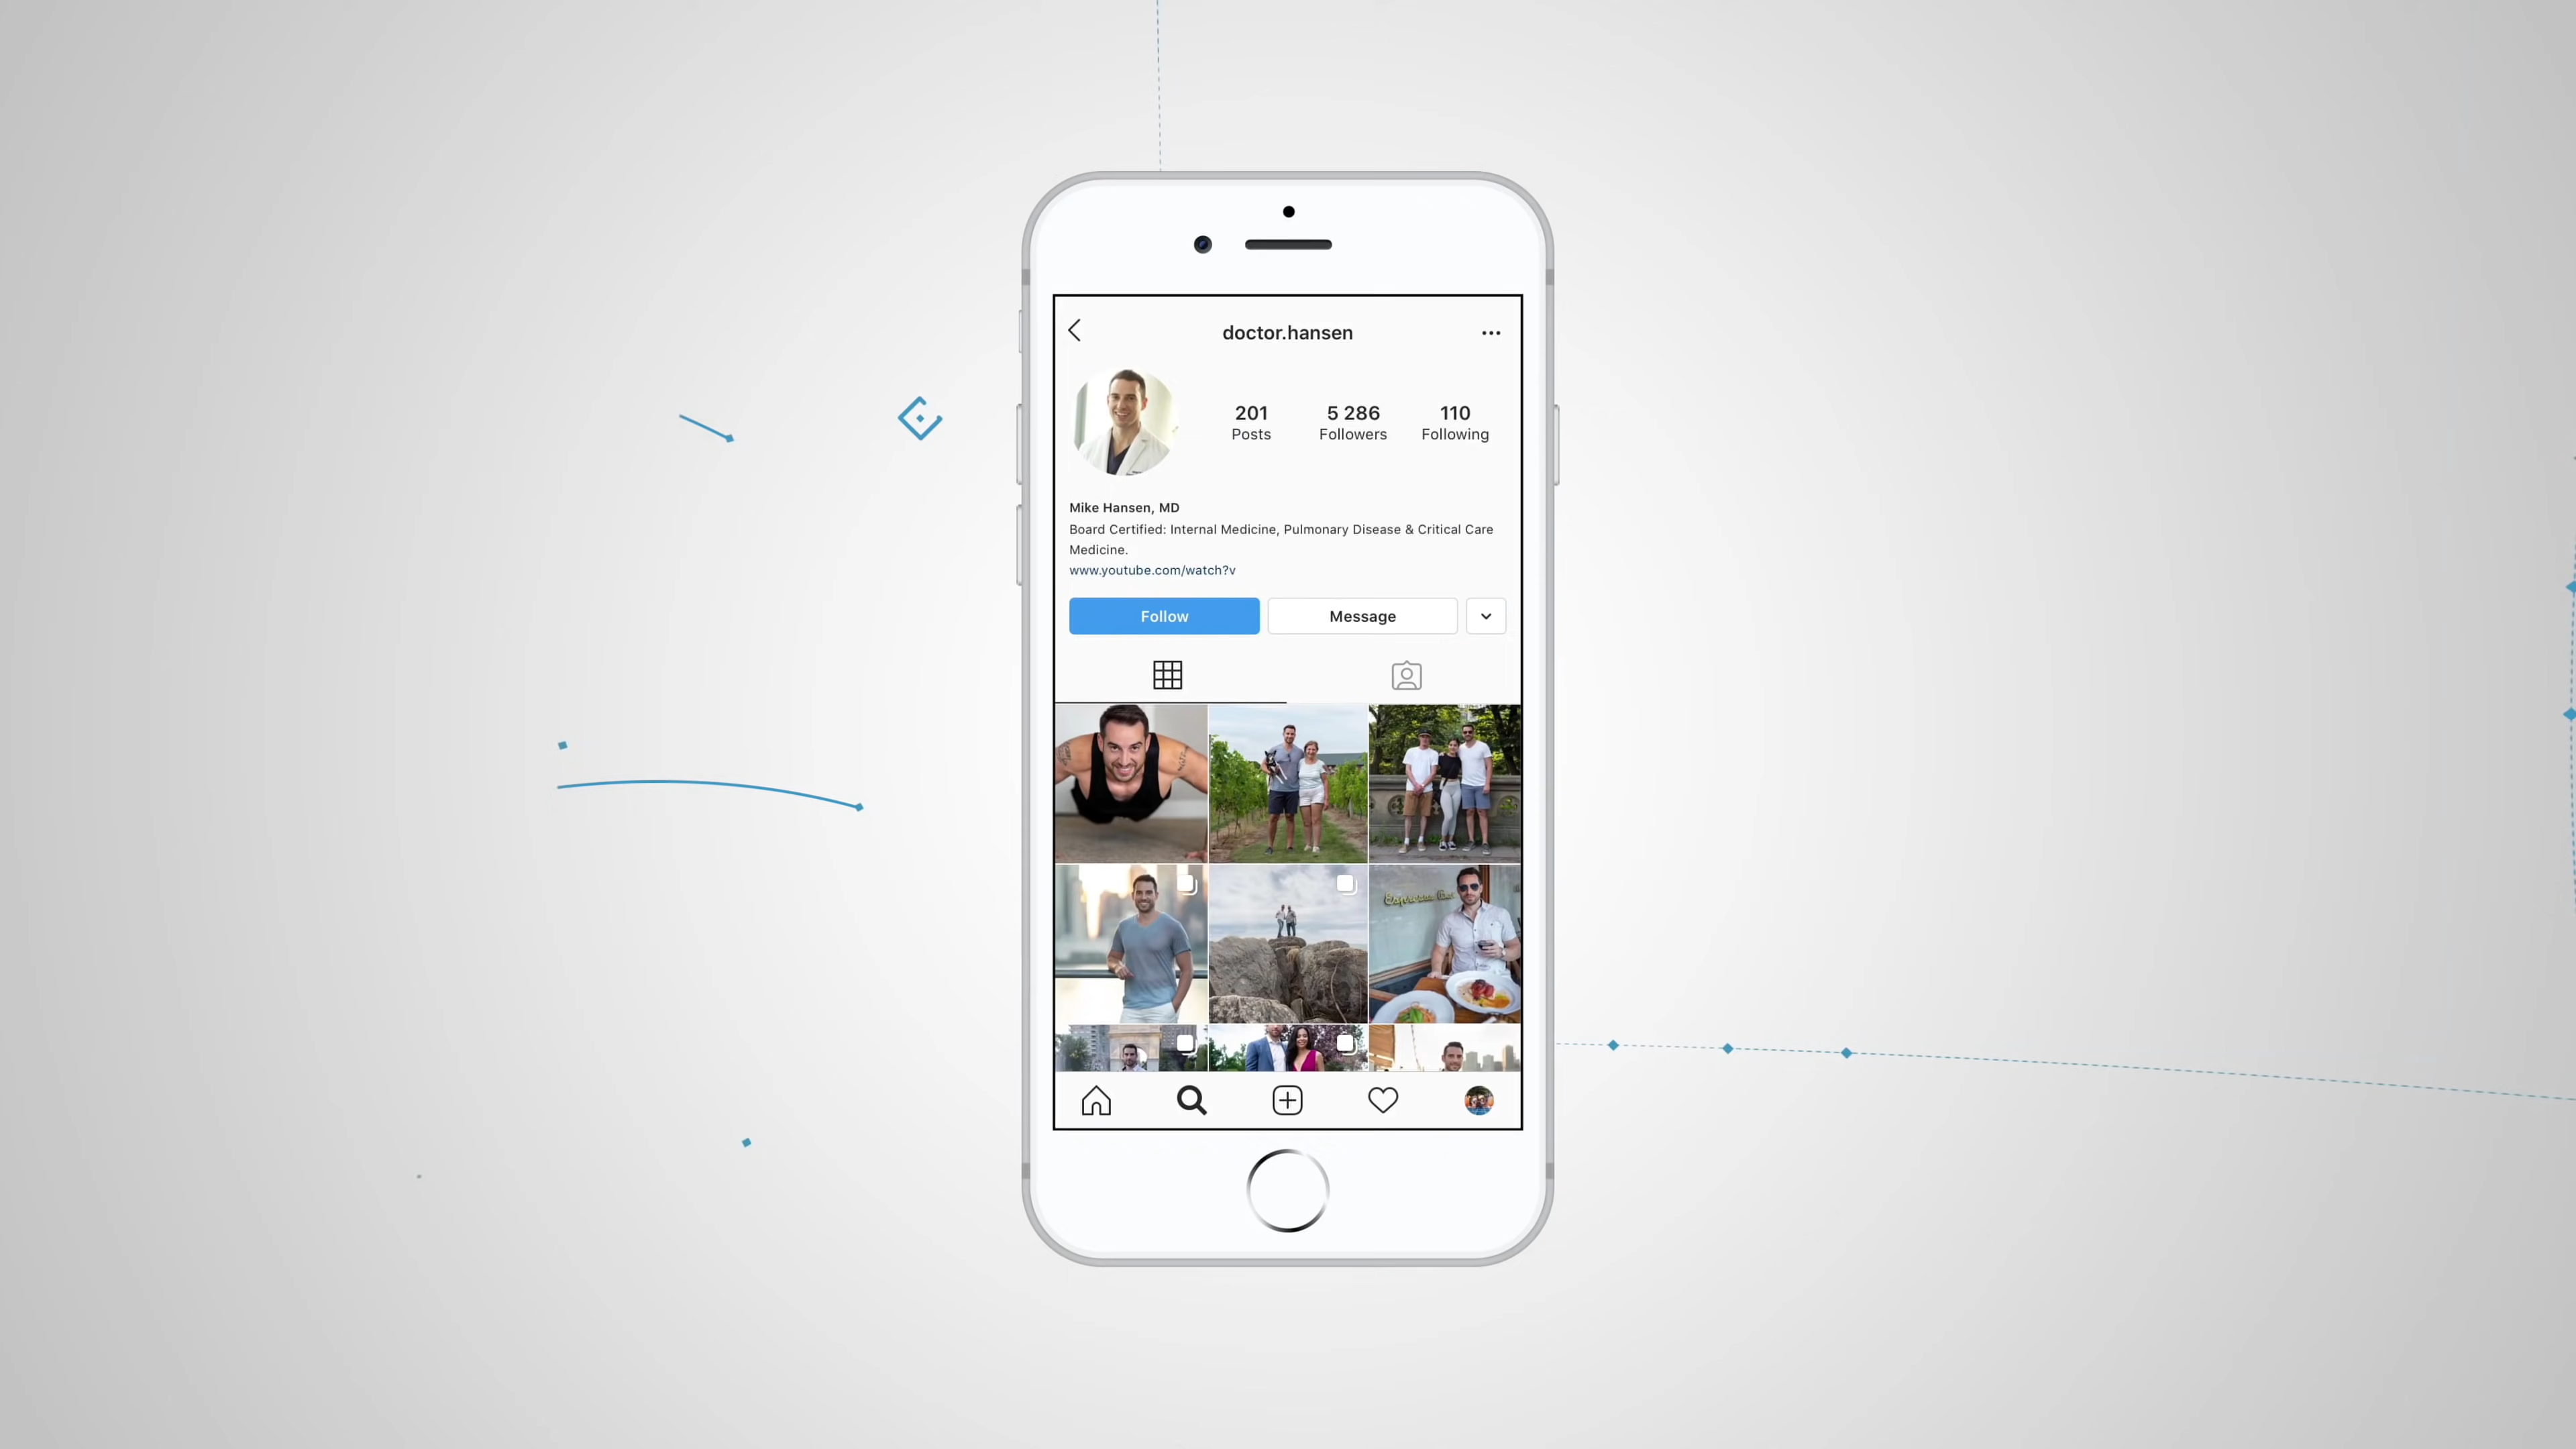 doctor.hansen
201
Posts
5 286
Followers
110
Following
Mike Hansen, MD
Board Certified: Internal Medicine, Pulmonary Disease & Critical Care
Medicine.
www.youtube.com/watch?v
Follow
Message